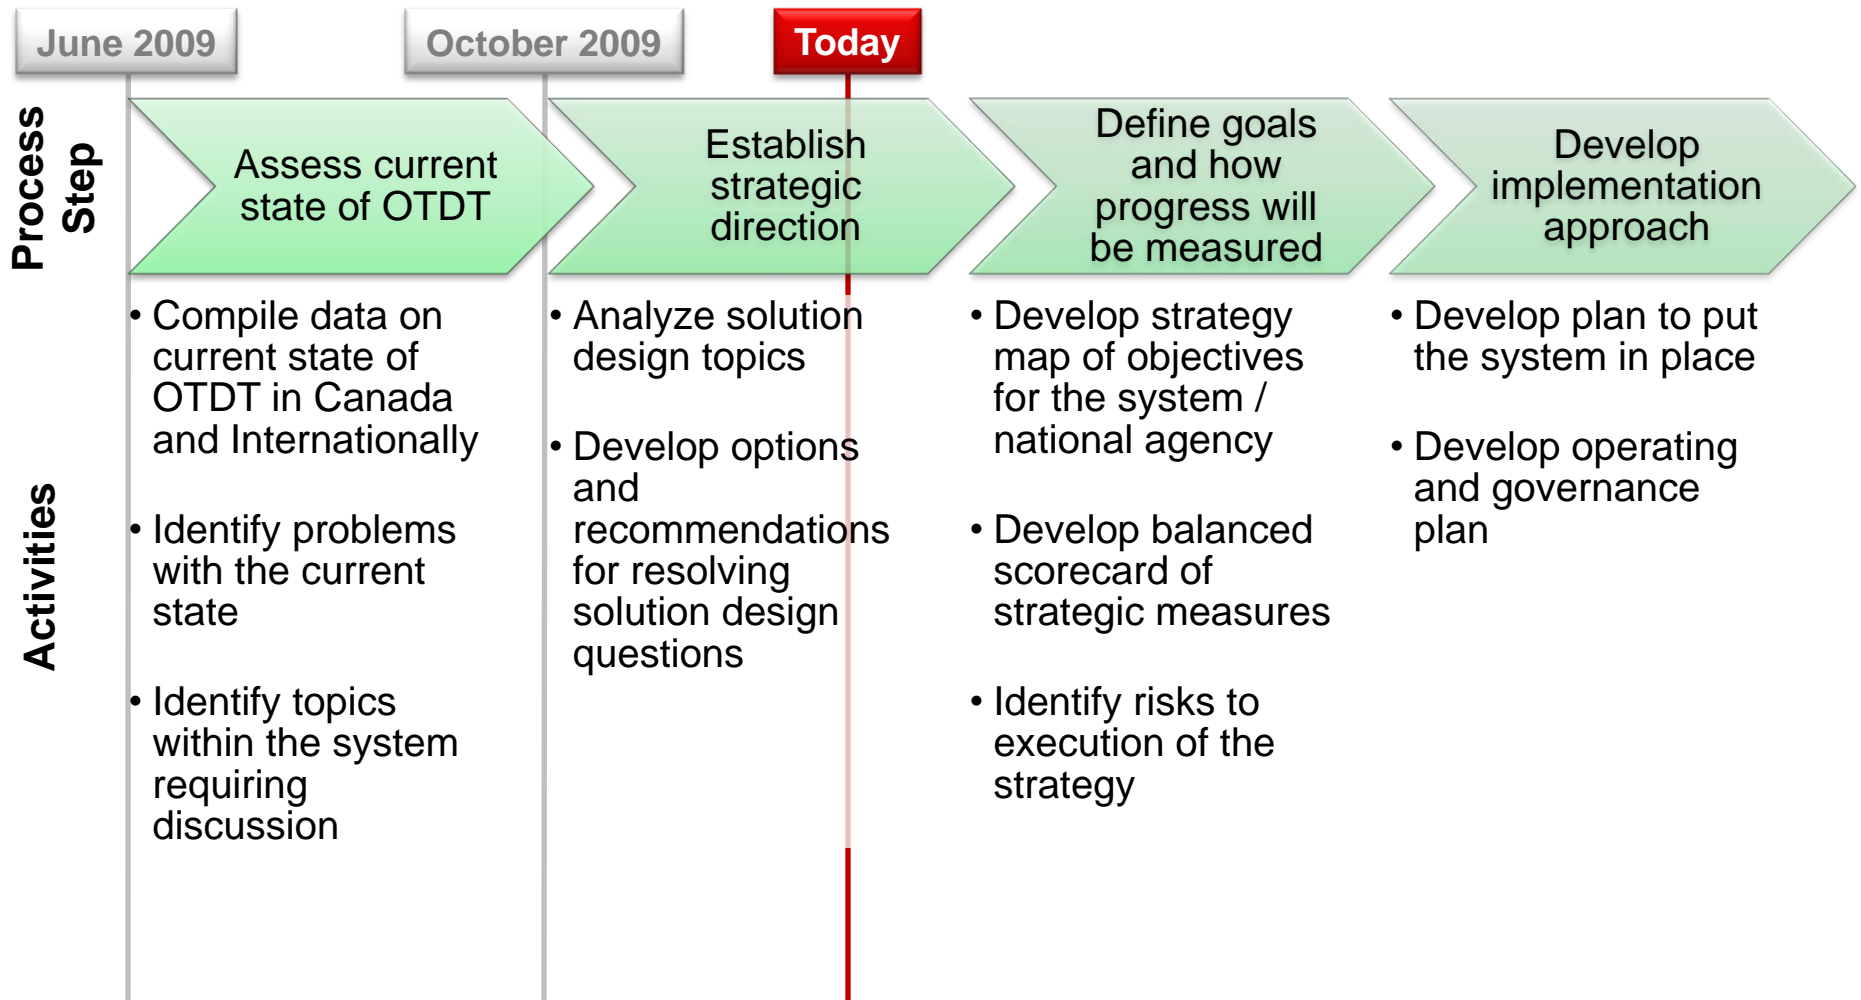 June 2009
October 2009
Today
Process
Step
Assess current
state of OTDT
Establish
strategic
direction
Define goals
and how
progress will
be measured
Develop
implementation
approach
Activities
• Compile data on
current state of
OTDT in Canada
and Internationally
• Identify problems
with the current
state
• Identify topics
within the system
requiring
discussion
• Analyze solution
design topics
• Develop options
and
recommendations
for resolving
solution design
questions
• Develop strategy
map of objectives
for the system /
national agency
• Develop balanced
scorecard of
strategic measures
• Identify risks to
execution of the
strategy
• Develop plan to put
the system in place
• Develop operating
and governance
plan